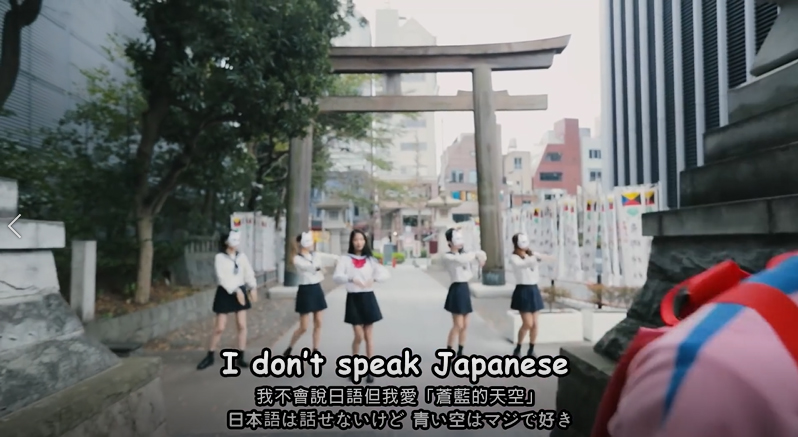 I don't speak Japanese
我不會說日語但我愛「蒼藍的天空」
日本語は話せないけど 青い空はマジで好き